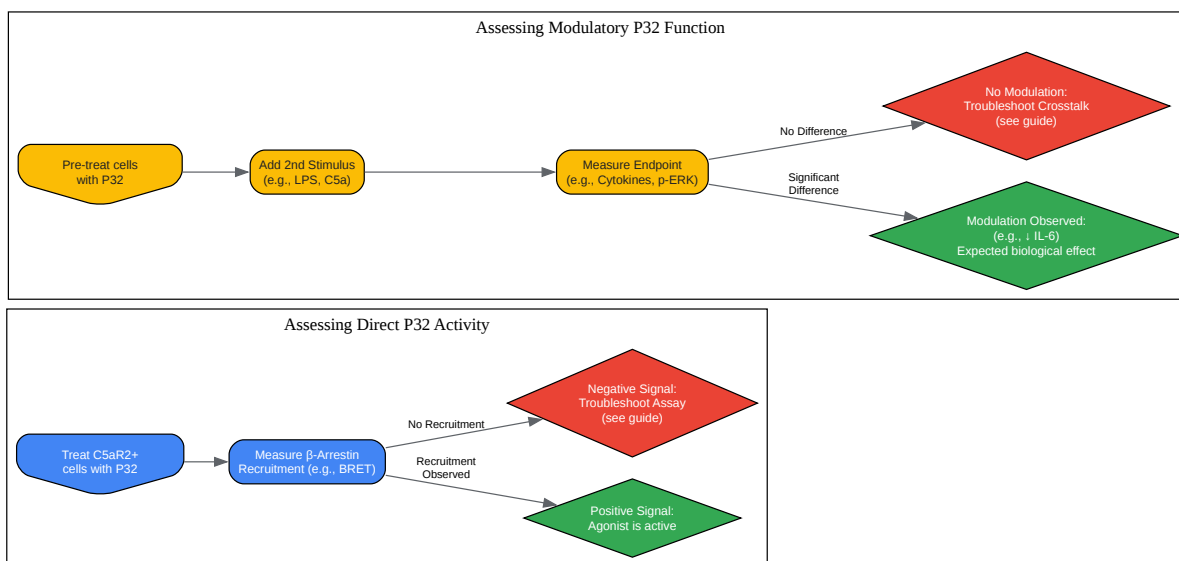 Assessing Modulatory P32 Function
Pre-treat cells
with P32
Add 2nd Stimulus
(e.g., LPS, C5a)
Measure Endpoint
(e.g., Cytokines, p-ERK)
No Difference
No Modulation:
Troubleshoot Crosstalk
(see guide)
Significant
Difference
Modulation Observed:
(e.g., ↓ IL-6)
Expected biological effect
Assessing Direct P32 Activity
Treat C5aR2+
cells with P32
Measure β-Arrestin
Recruitment (e.g., BRET)
No Recruitment
Negative Signal:
Troubleshoot Assay
(see guide)
Recruitment
Observed
Positive Signal:
Agonist is active